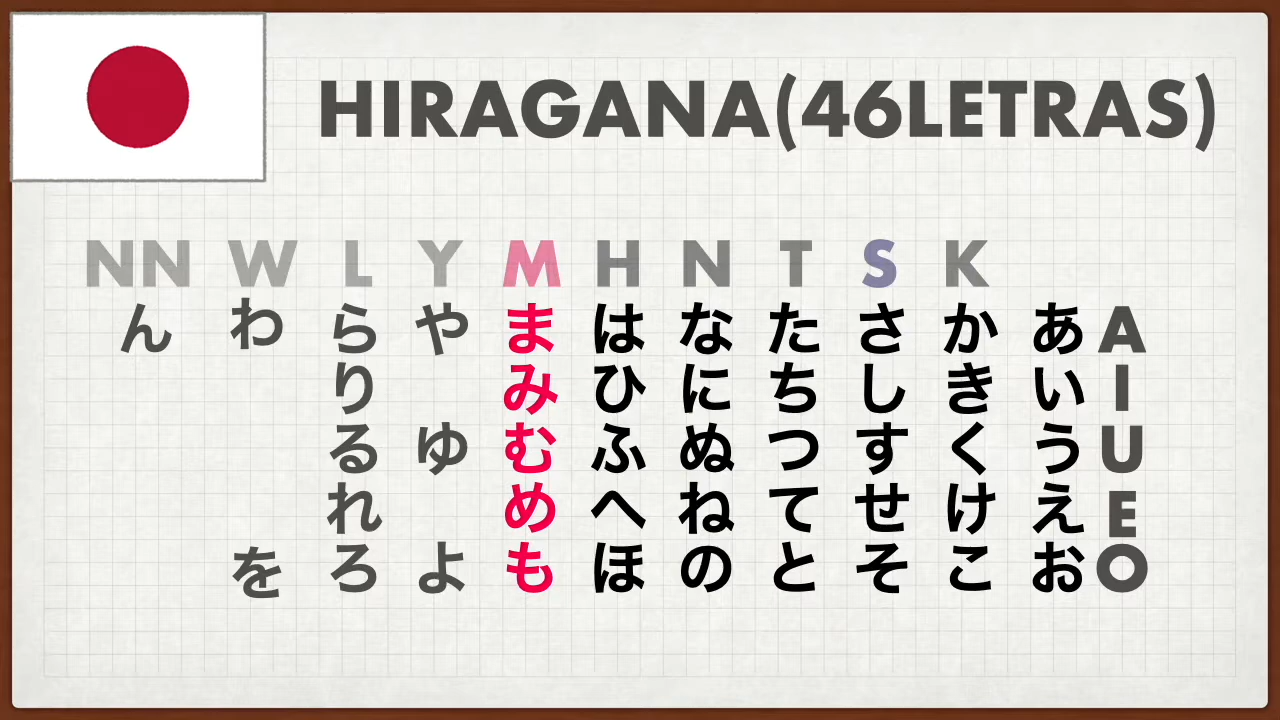 HIRAGANA(46LETRAS)
NN W L Y M H N T S K
ん わ ら や ま は な た さ か あ A
り み ひ に ち し き い I
る ゆ む ふ ぬ つ す く う U
れ め へ ね て せ け え E
を ろ よ も ほ の と そ こ お O